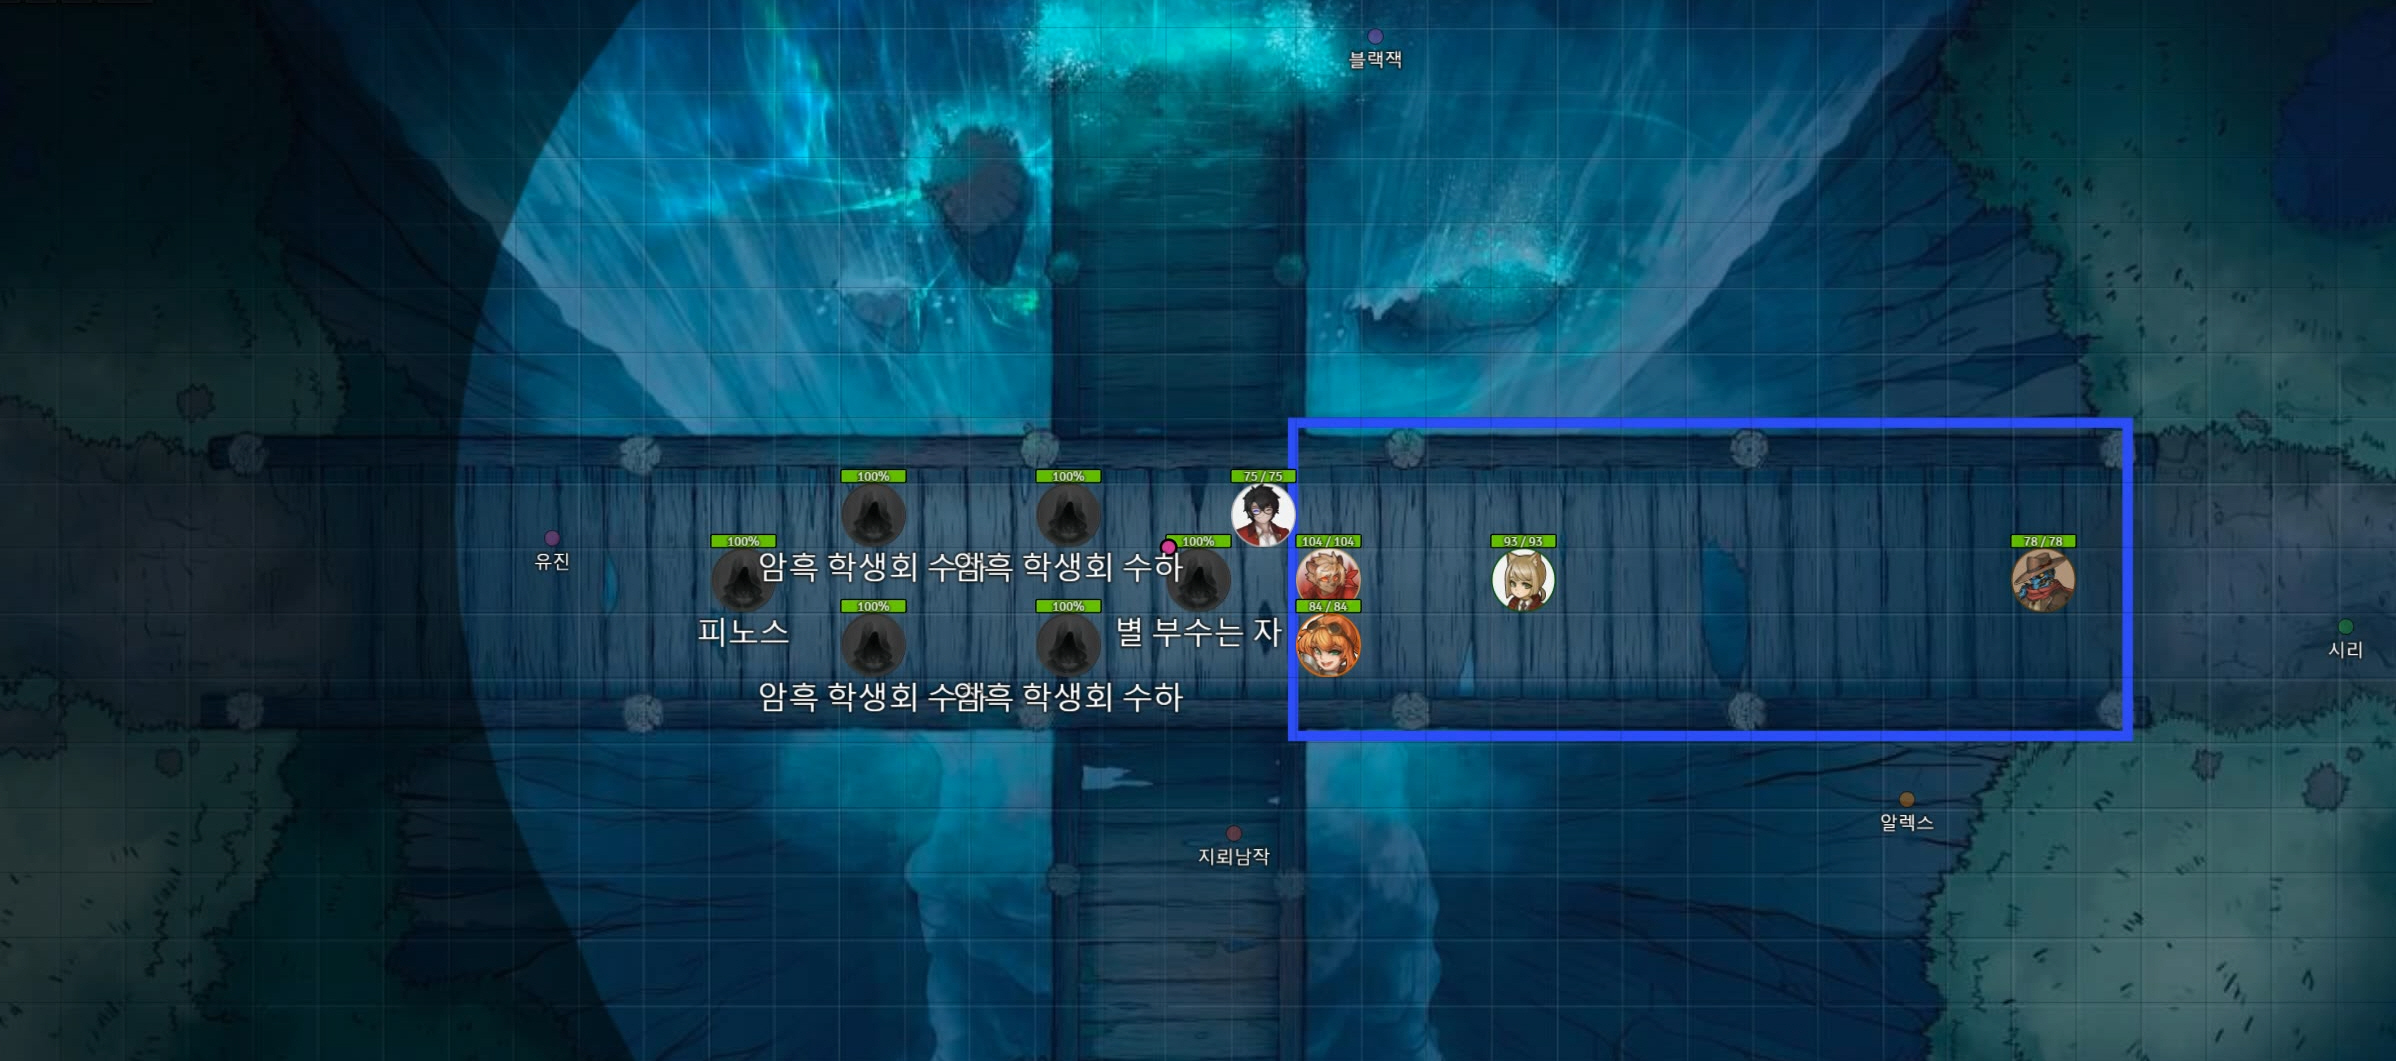 블랙잭
100%
100%
75 / 75
유진
100%
암흑 학생회 수하
암흑 학생회 수하
100%
104 / 104
93 / 93
78 / 78
100%
100%
84 / 84
피노스
별 부수는 자
시리
암흑 학생회 수하
암흑 학생회 수하
알렉스
지뢰남작